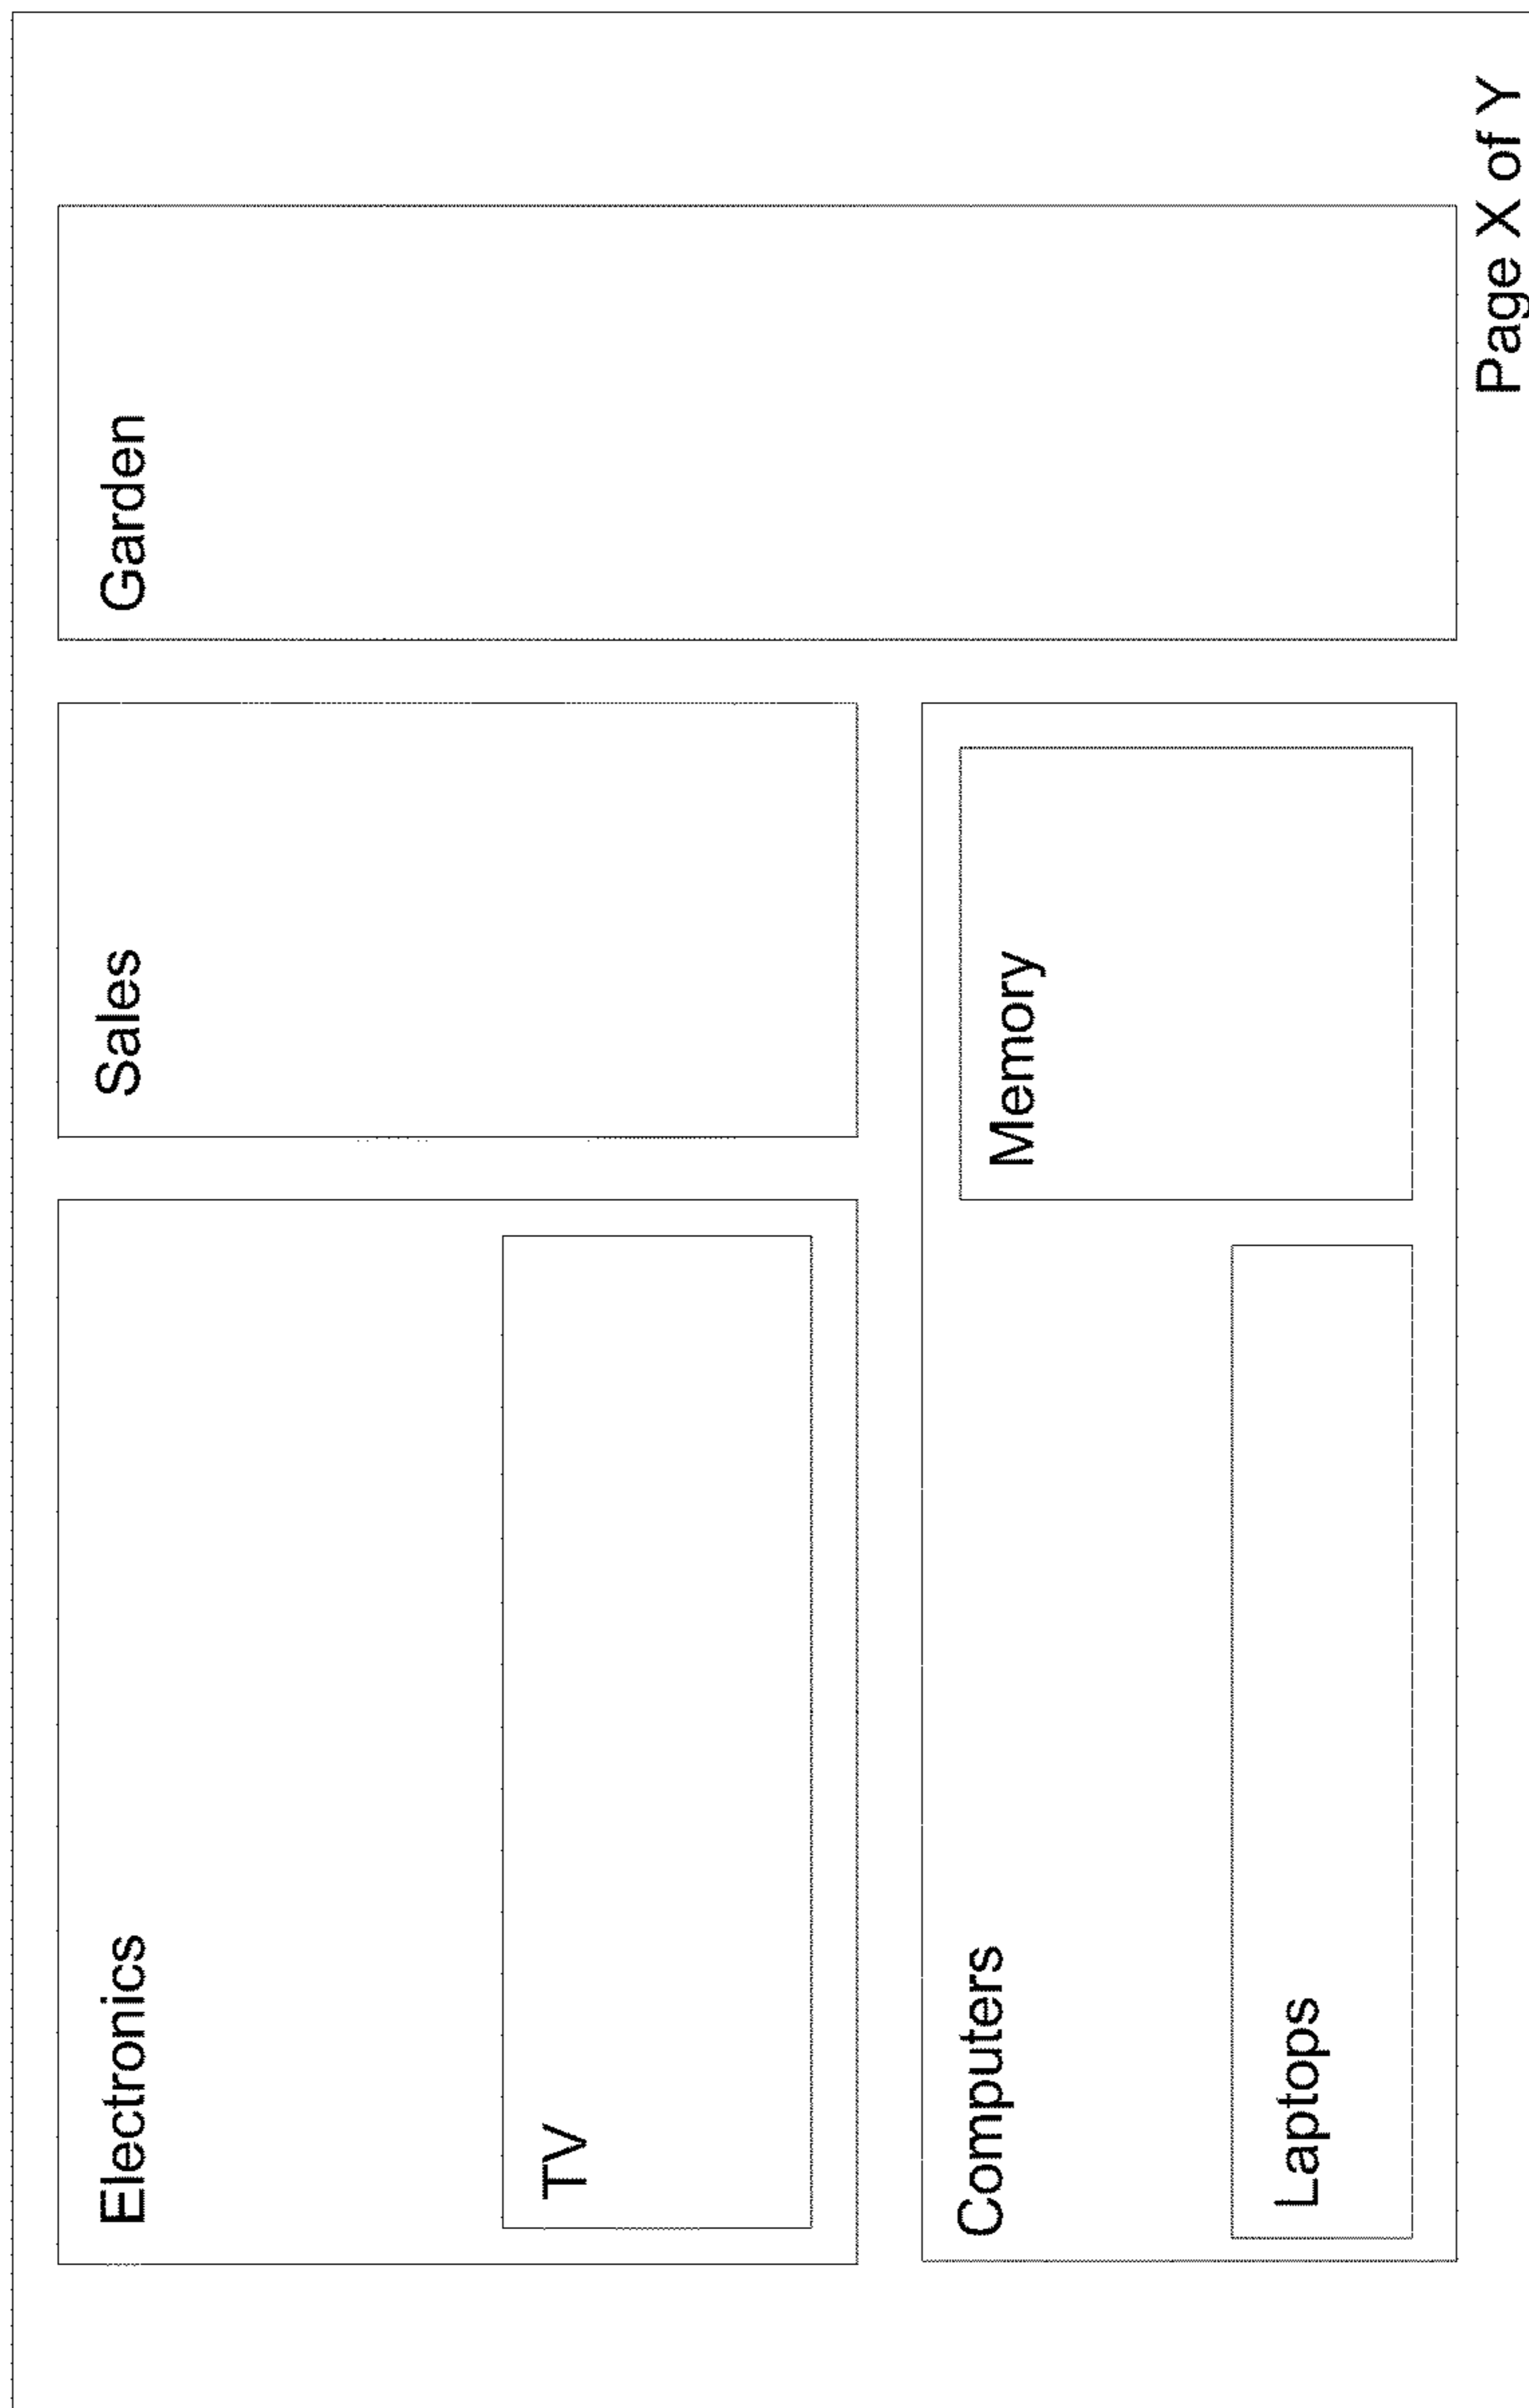 Electronics
Sales
Garden
TV
Computers
Memory
Laptops
Page X of Y